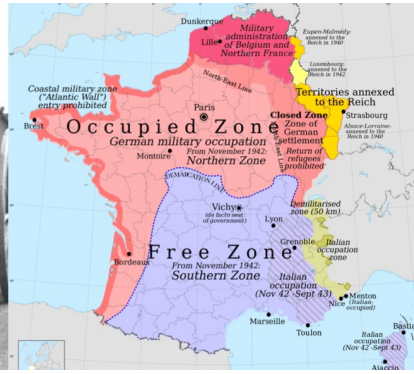 Dunkerque
Military
administration
of Belgium and
Northern France
Lille
Eupen-Malmédy:
annexed to the
Reich in 1940
Luxembourg:
annexed to the
Reich in 1942
Coastal military zone
("Atlantic Wall")
entry prohibited
North-East Line
Territories annexed
to the Reich
Paris
Closed Zone
Zone of
German
settlement
Return of
refugees
prohibited
Strasbourg
Alsace-Lorraine:
annexed to the
Reich in 1940
Brest
Occupied Zone
German military occupation
From November 1942:
Northern Zone
Montoire
DEMARCATION LINE
Demilitarised
zone (50 km)
Vichy
(de facto seat
of government)
Lyon
Free Zone
From November 1942:
Southern Zone
Grenoble
Italian
occupation
zone
Bordeaux
Italian
occupation
(Nov 42 -Sept 43)
Menton
(Italian-
occupied)
Nice
Marseille
Toulon
Italian
occupation
(Nov 42 -Sept 43)
Bastia
Ajaccio